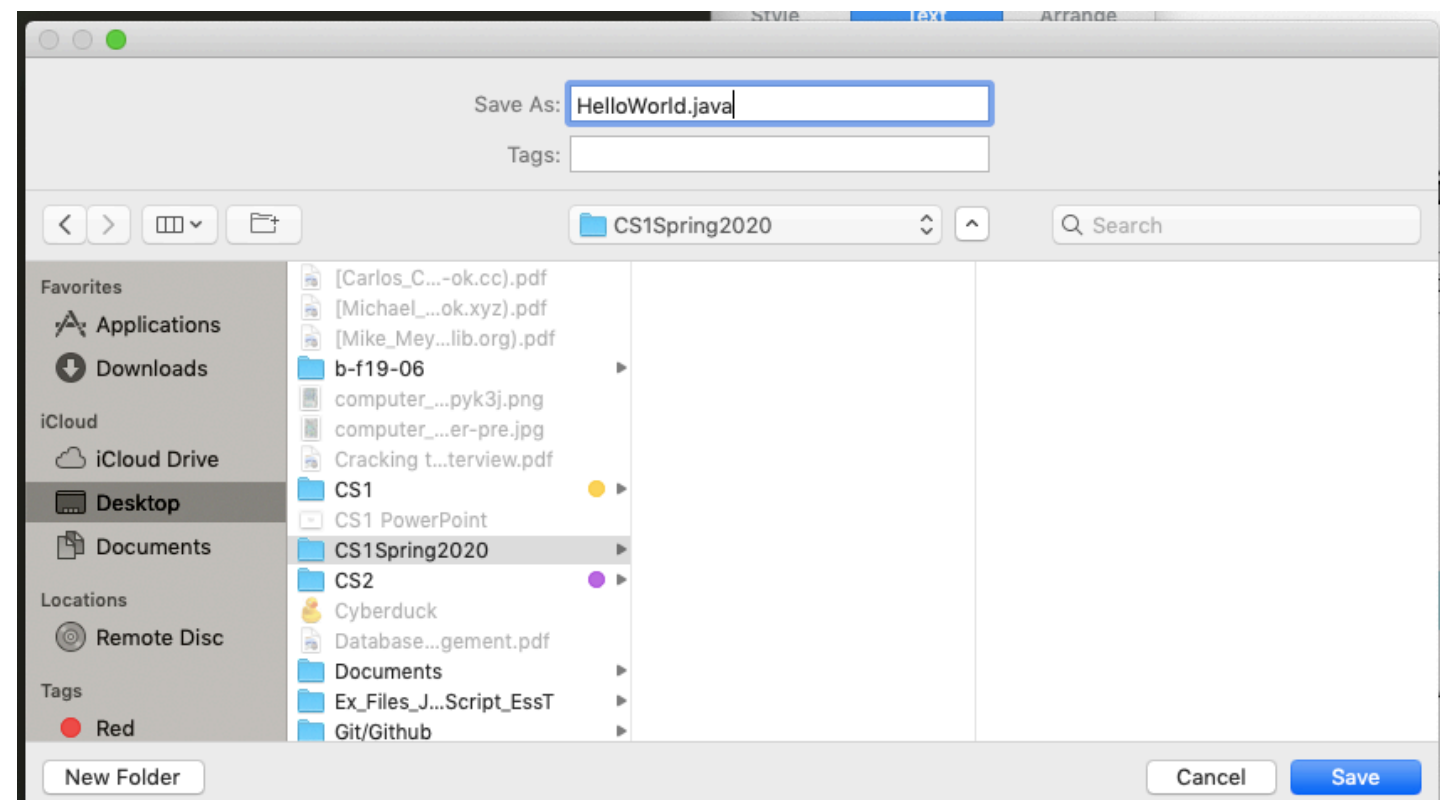 Style Text Arrange
Save As: HelloWorld.java
Tags:
CS1Spring2020
Search
Favorites
Applications
Downloads
iCloud
iCloud Drive
Desktop
Documents
Locations
Remote Disc
Tags
Red
[Carlos_C...-ok.cc).pdf
[Michael_...ok.xyz).pdf
[Mike_Mey...lib.org).pdf
b-f19-06
computer_...pyk3j.png
computer_...er-pre.jpg
Cracking t...terview.pdf
CS1
CS1 PowerPoint
CS1Spring2020
CS2
Cyberduck
Database...gement.pdf
Documents
Ex_Files_J...Script_EssT
Git/Github
New Folder
Cancel
Save